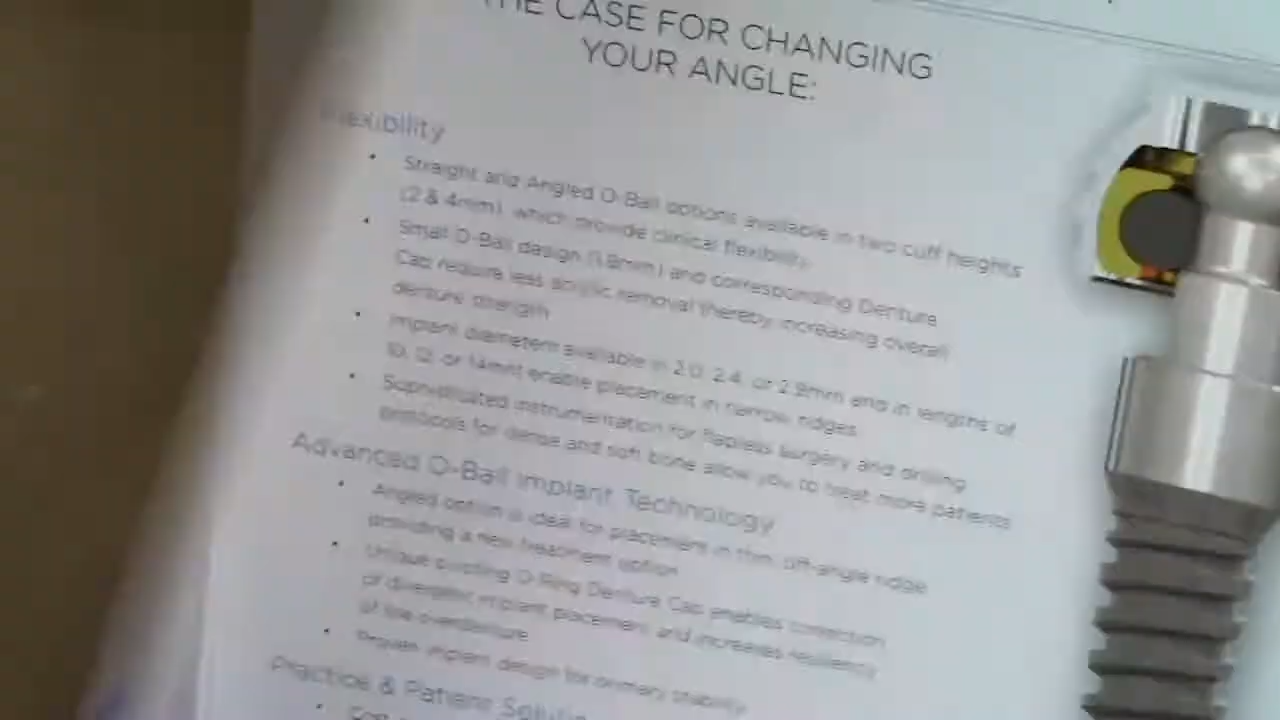 THE CASE FOR CHANGING
YOUR ANGLE:
Flexibility
• Straight and Angled O-Ball options available in two cuff heights
(2 & 4mm), which provide clinical flexibility
• Small O-Ball design (1.8mm) and corresponding Denture
Cap require less acrylic removal thereby increasing overall
denture strength
• Implant diameters available in 2.0, 2.4, or 2.9mm and in lengths of
10, 12, or 14mm enable placement in narrow ridges
• Sophisticated instrumentation for flapless surgery and drilling
protocols for dense and soft bone allow you to treat more patients
Advanced O-Ball Implant Technology
• Angled option is ideal for placement in thin, off-angle ridge
providing a new treatment option
• Unique pivoting O-Ring Denture Cap enables correction
of divergent implant placement and increases resiliency
of the overdenture
• Proven implant design for primary stability
Practice & Patient